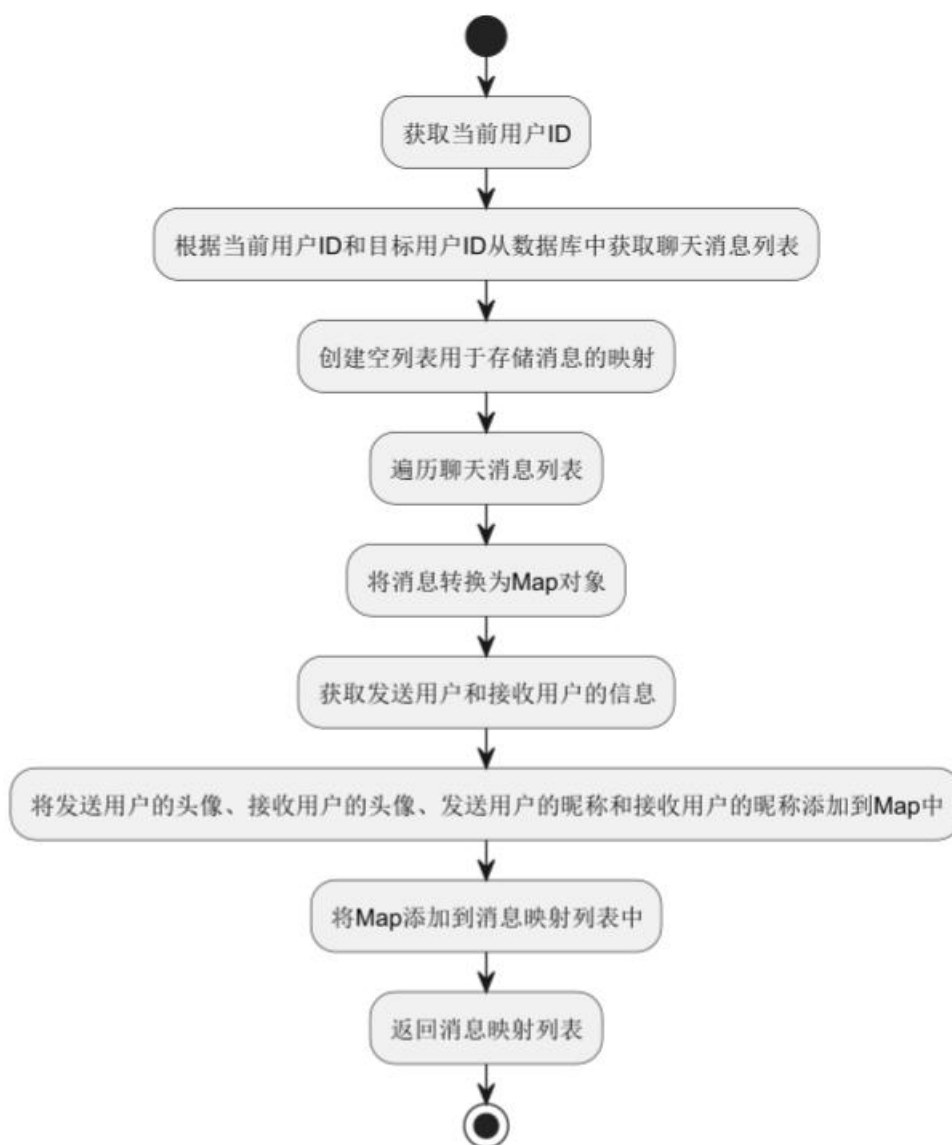 获取当前用户ID
根据当前用户ID和目标用户ID从数据库中获取聊天消息列表
创建空列表用于存储消息的映射
遍历聊天消息列表
将消息转换为Map对象
获取发送用户和接收用户的信息
将发送用户的头像、接收用户的头像、发送用户的昵称和接收用户的昵称添加到Map中
将Map添加到消息映射列表中
返回消息映射列表